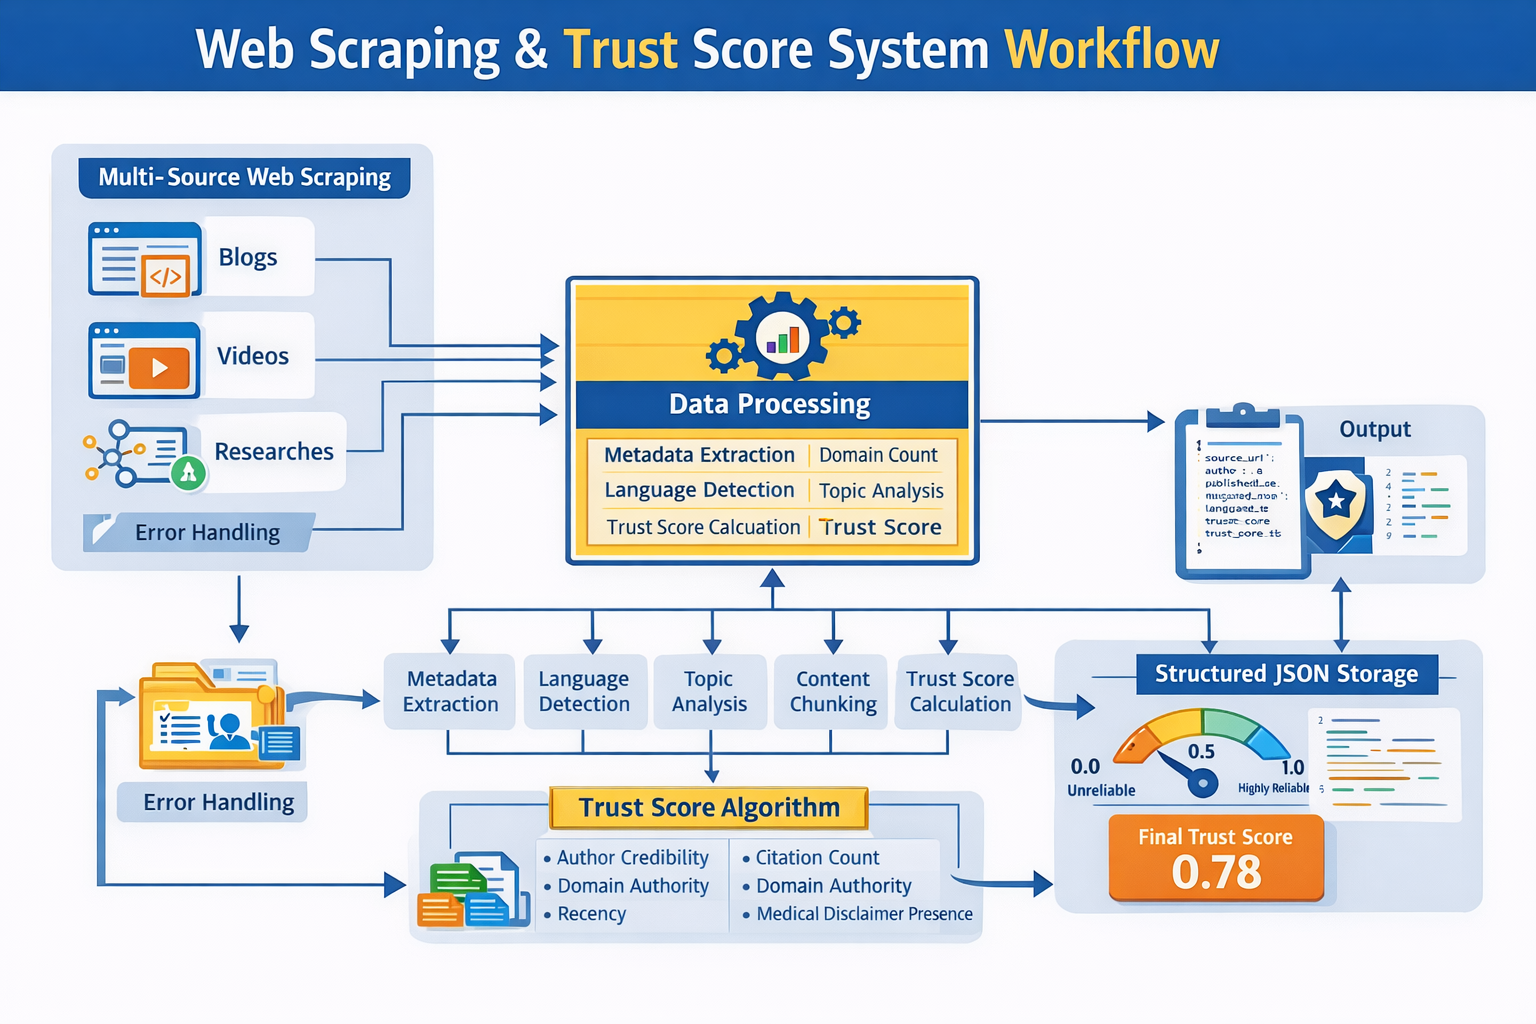 Web Scraping & Trust Score System Workflow
Multi-Source Web Scraping
Blogs
Videos
Researches
Error Handling
Data Processing
Metadata Extraction | Domain Count
Language Detection | Topic Analysis
Trust Score Calcuation | Trust Score
Output
source_url
trust_core
Error Handling
Metadata
Extraction
Language
Detection
Topic
Analysis
Content
Chunking
Trust Score
Calculation
Trust Score Algorithm
• Author Credibility
• Domain Authority
• Recency
• Citation Count
• Domain Authority
• Medical Disclaimer Presence
Structured JSON Storage
0.0
0.5
1.0
Unreliable
Highly Reliable
Final Trust Score
0.78